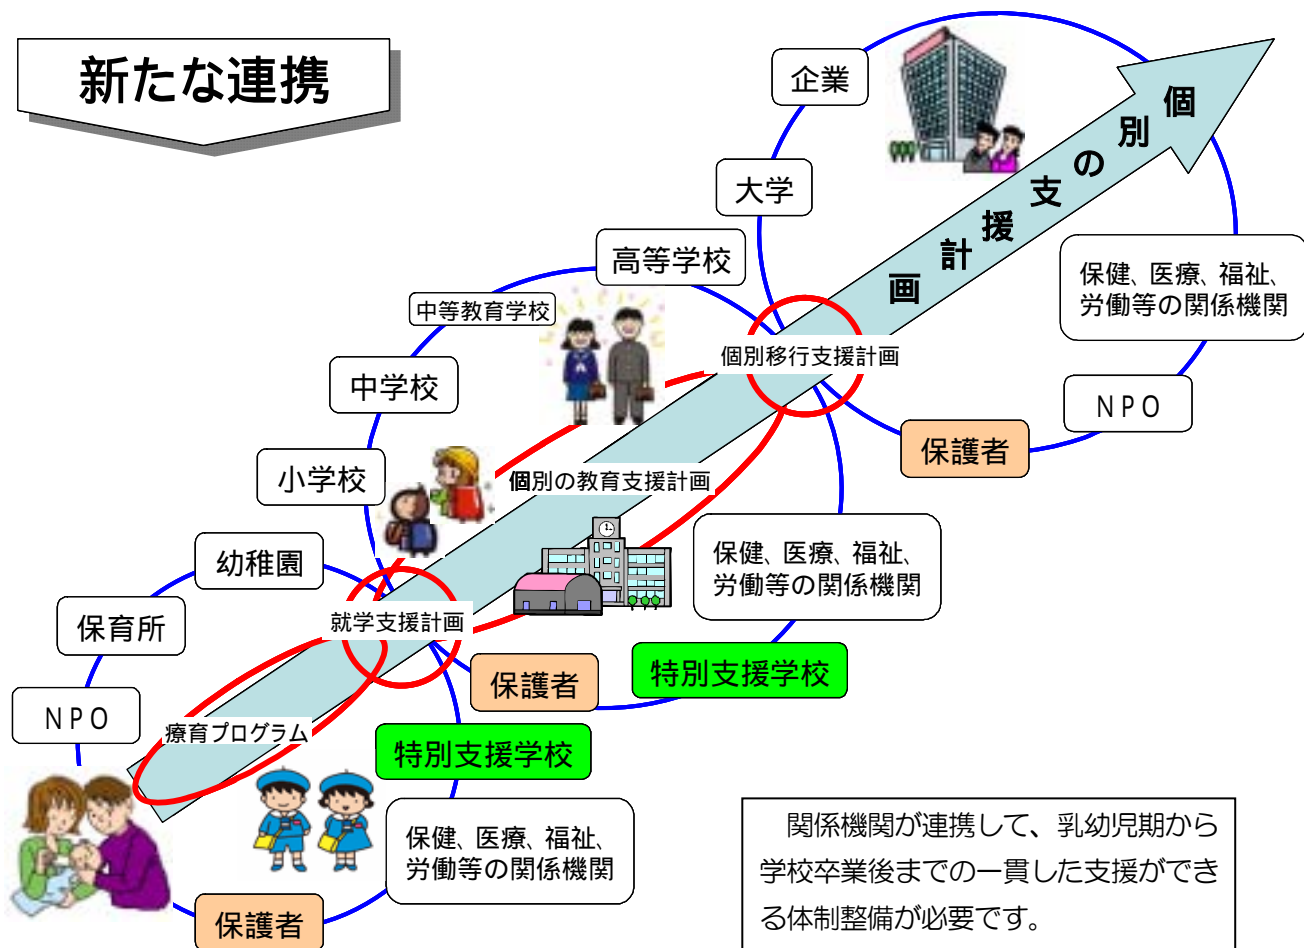 新たな連携
企業
大学
高等学校
中等教育学校
中学校
小学校
幼稚園
保育所
NPO
個別の支援計画
保健、医療、福祉、
労働等の関係機関
NPO
保護者
個別移行支援計画
個別の教育支援計画
保健、医療、福祉、
労働等の関係機関
特別支援学校
保護者
就学支援計画
療育プログラム
特別支援学校
保健、医療、福祉、
労働等の関係機関
保護者
関係機関が連携して、乳幼児期から
学校卒業後までの一貫した支援ができ
る体制整備が必要です。